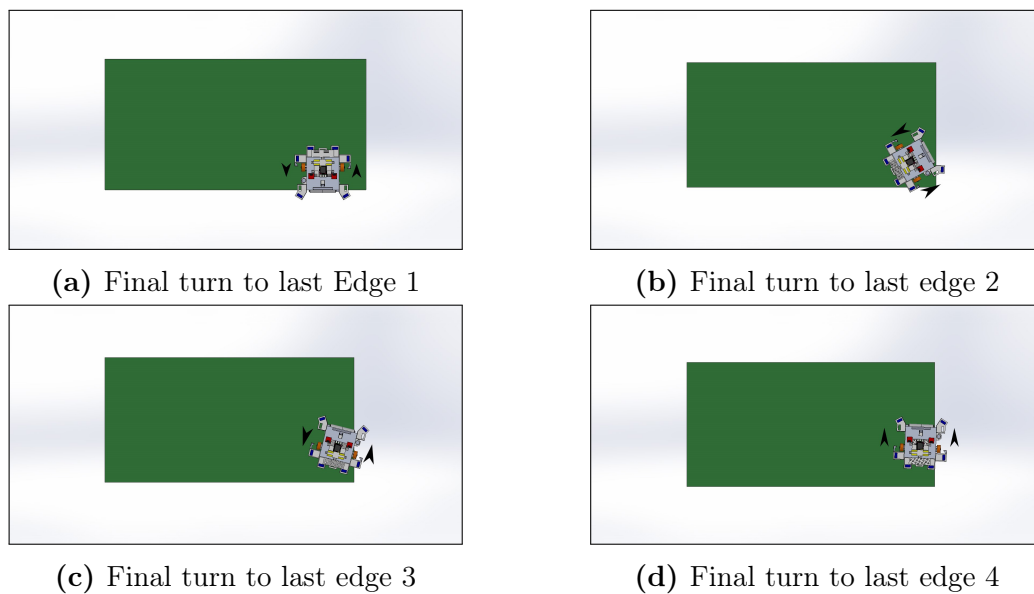 (a) Final turn to last Edge 1
(b) Final turn to last edge 2
(c) Final turn to last edge 3
(d) Final turn to last edge 4